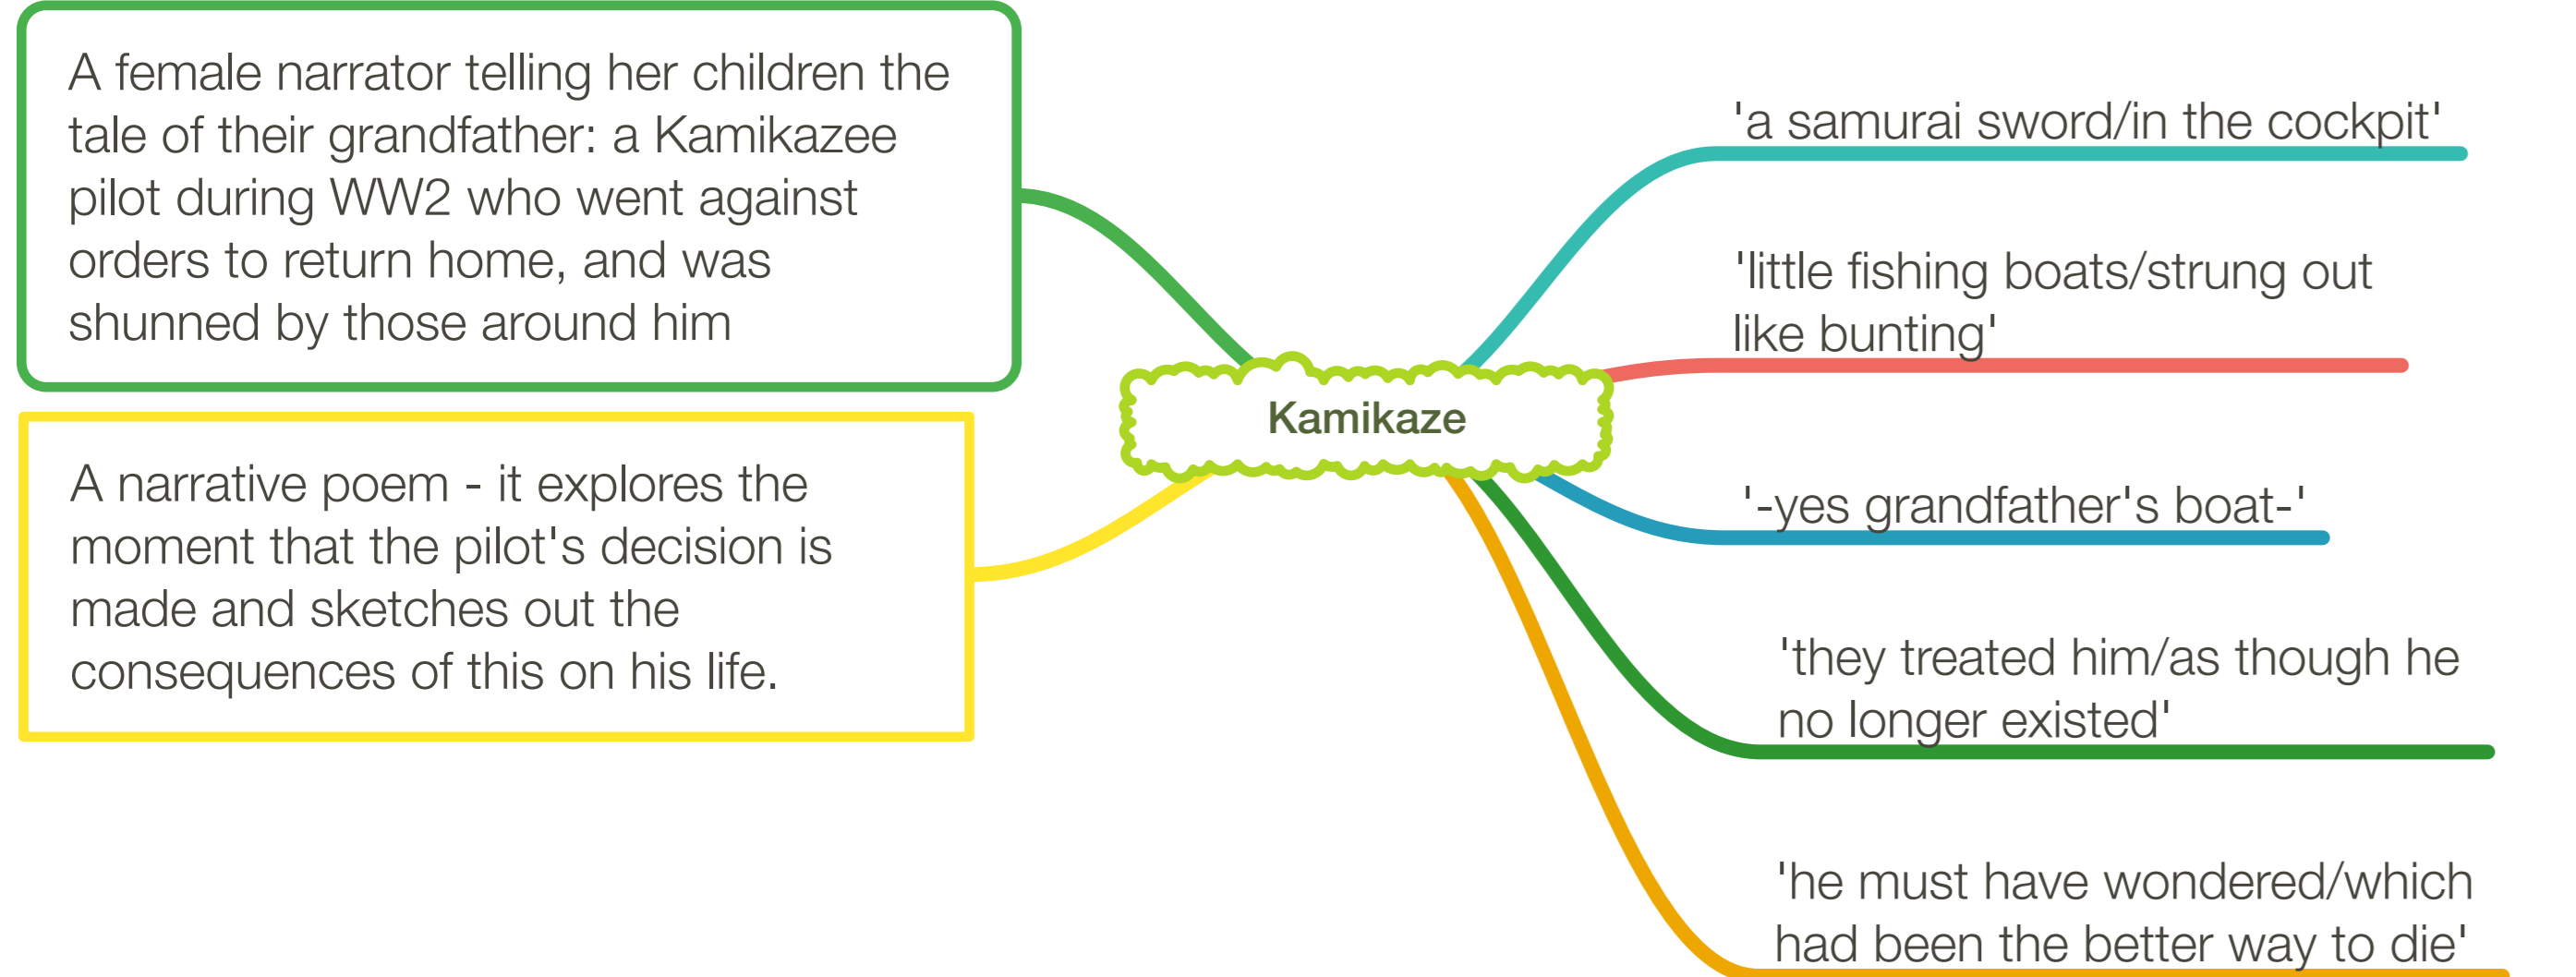 A female narrator telling her children the
tale of their grandfather: a Kamikazee
pilot during WW2 who went against
orders to return home, and was
shunned by those around him
A narrative poem - it explores the
moment that the pilot's decision is
made and sketches out the
consequences of this on his life.
Kamikaze
'a samurai sword/in the cockpit'
'little fishing boats/strung out
like bunting'
'-yes grandfather's boat-'
'they treated him/as though he
no longer existed'
'he must have wondered/which
had been the better way to die'